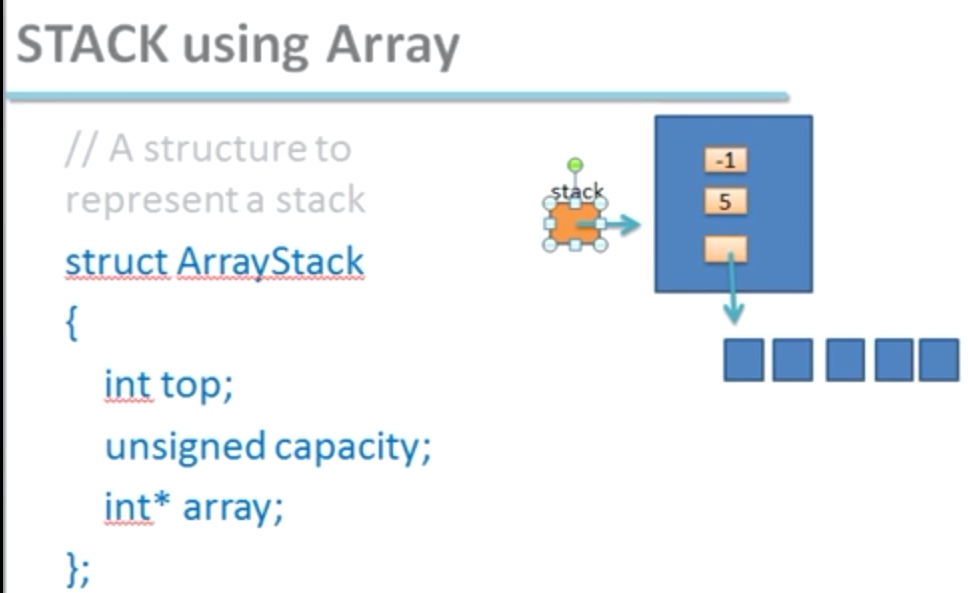 STACK using Array
// A structure to
represent a stack
struct ArrayStack
{
int top;
unsigned capacity;
int* array;
};
stack
-1
5